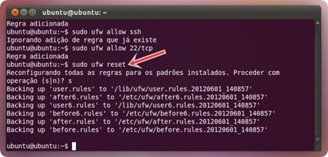 ubuntu@ubuntu: ~
Regra adicionada
ubuntu@ubuntu:~$ sudo ufw allow ssh
Ignorando adição de regra que já existe
ubuntu@ubuntu:~$ sudo ufw allow 22/tcp
Regra adicionada
ubuntu@ubuntu:~$ sudo ufw reset
Reconfigurando todas as regras para os padrões instalados. Proceder com
operação (s|n)? s
Backing up 'user.rules' to '/lib/ufw/user.rules.20120601_140857'
Backing up 'after6.rules' to '/etc/ufw/after6.rules.20120601_140857'
Backing up 'user6.rules' to '/lib/ufw/user6.rules.20120601_140857'
Backing up 'after.rules' to '/etc/ufw/after.rules.20120601_140857'
Backing up 'before6.rules' to '/etc/ufw/before6.rules.20120601_140857'
Backing up 'before.rules' to '/etc/ufw/before.rules.20120601_140857'
ubuntu@ubuntu:~$